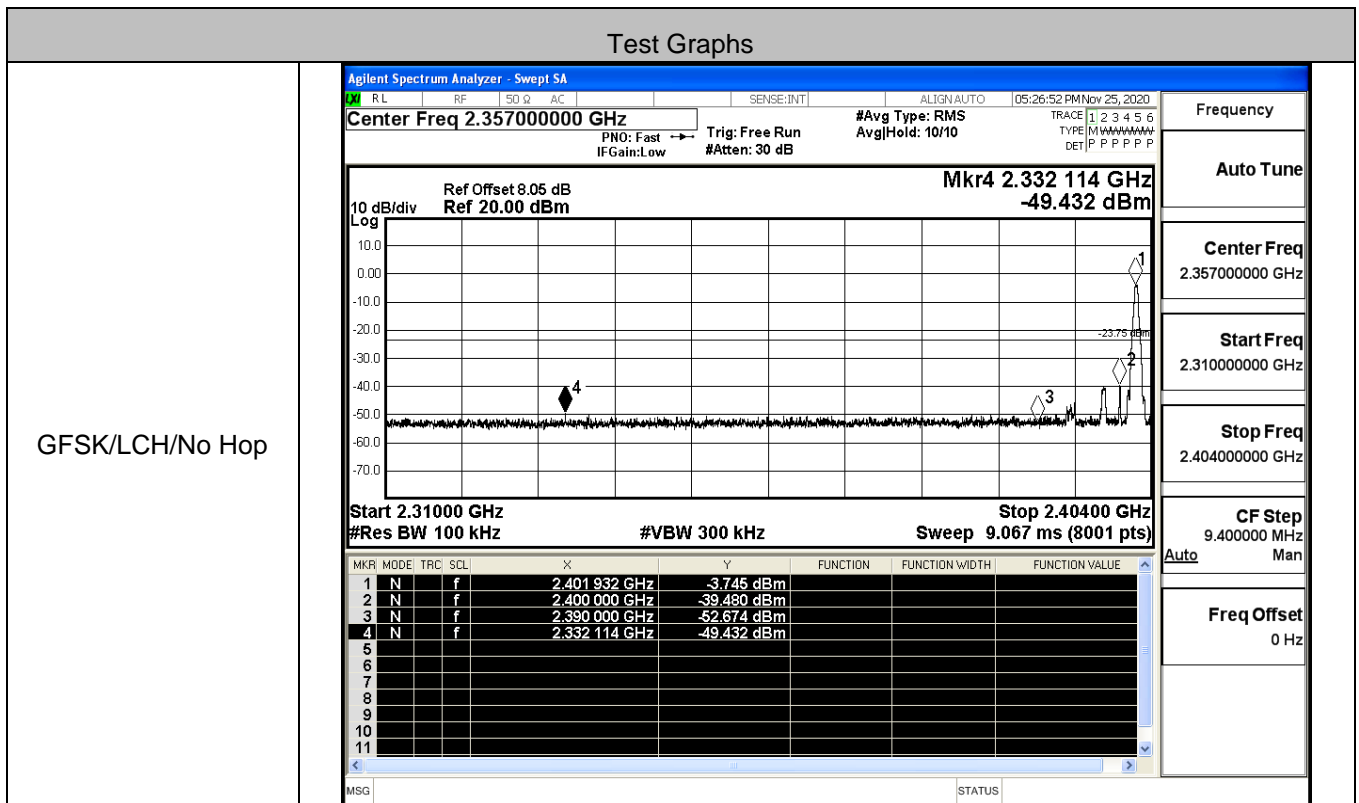 Test Graphs
GFSK/LCH/No Hop
Agilent Spectrum Analyzer - Swept SA
LXI RL RF 50 Ω AC SENSE:INT ALIGN AUTO 05:26:52 PM Nov 25, 2020
Center Freq 2.357000000 GHz
PNO: Fast
IFGain:Low
Trig: Free Run
#Atten: 30 dB
#Avg Type: RMS
Avg|Hold: 10/10
TRACE 1 2 3 4 5 6
TYPE M WWWWW
DET P P P P P P
Ref Offset 8.05 dB
10 dB/div Ref 20.00 dBm
Mkr4 2.332 114 GHz
-49.432 dBm
Log
10.0
0.00
-10.0
-20.0
-30.0
-40.0
-50.0
-60.0
-70.0
1
-23.75 dBm
2
3
4
Start 2.31000 GHz Stop 2.40400 GHz
#Res BW 100 kHz #VBW 300 kHz Sweep 9.067 ms (8001 pts)
MKR MODE TRC SCL X Y FUNCTION FUNCTION WIDTH FUNCTION VALUE
1 N f 2.401 932 GHz -3.745 dBm
2 N f 2.400 000 GHz -39.480 dBm
3 N f 2.390 000 GHz -52.674 dBm
4 N f 2.332 114 GHz -49.432 dBm
5
6
7
8
9
10
11
MSG STATUS
Frequency
Auto Tune
Center Freq
2.357000000 GHz
Start Freq
2.310000000 GHz
Stop Freq
2.404000000 GHz
CF Step
9.400000 MHz
Auto Man
Freq Offset
0 Hz